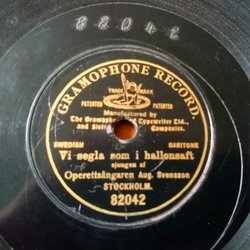 82042
GRAMOPHONE RECORD.
TRADE MARK
PATENTED PATENTED
Manufactured by
The Gramophone and Typewriter Ltd.,
and Sister Companies.
SWEDISH BARITONE
Vi segla som i hallonsaft
sjungen af
Operettsångaren Aug. Svensson
STOCKHOLM.
82042